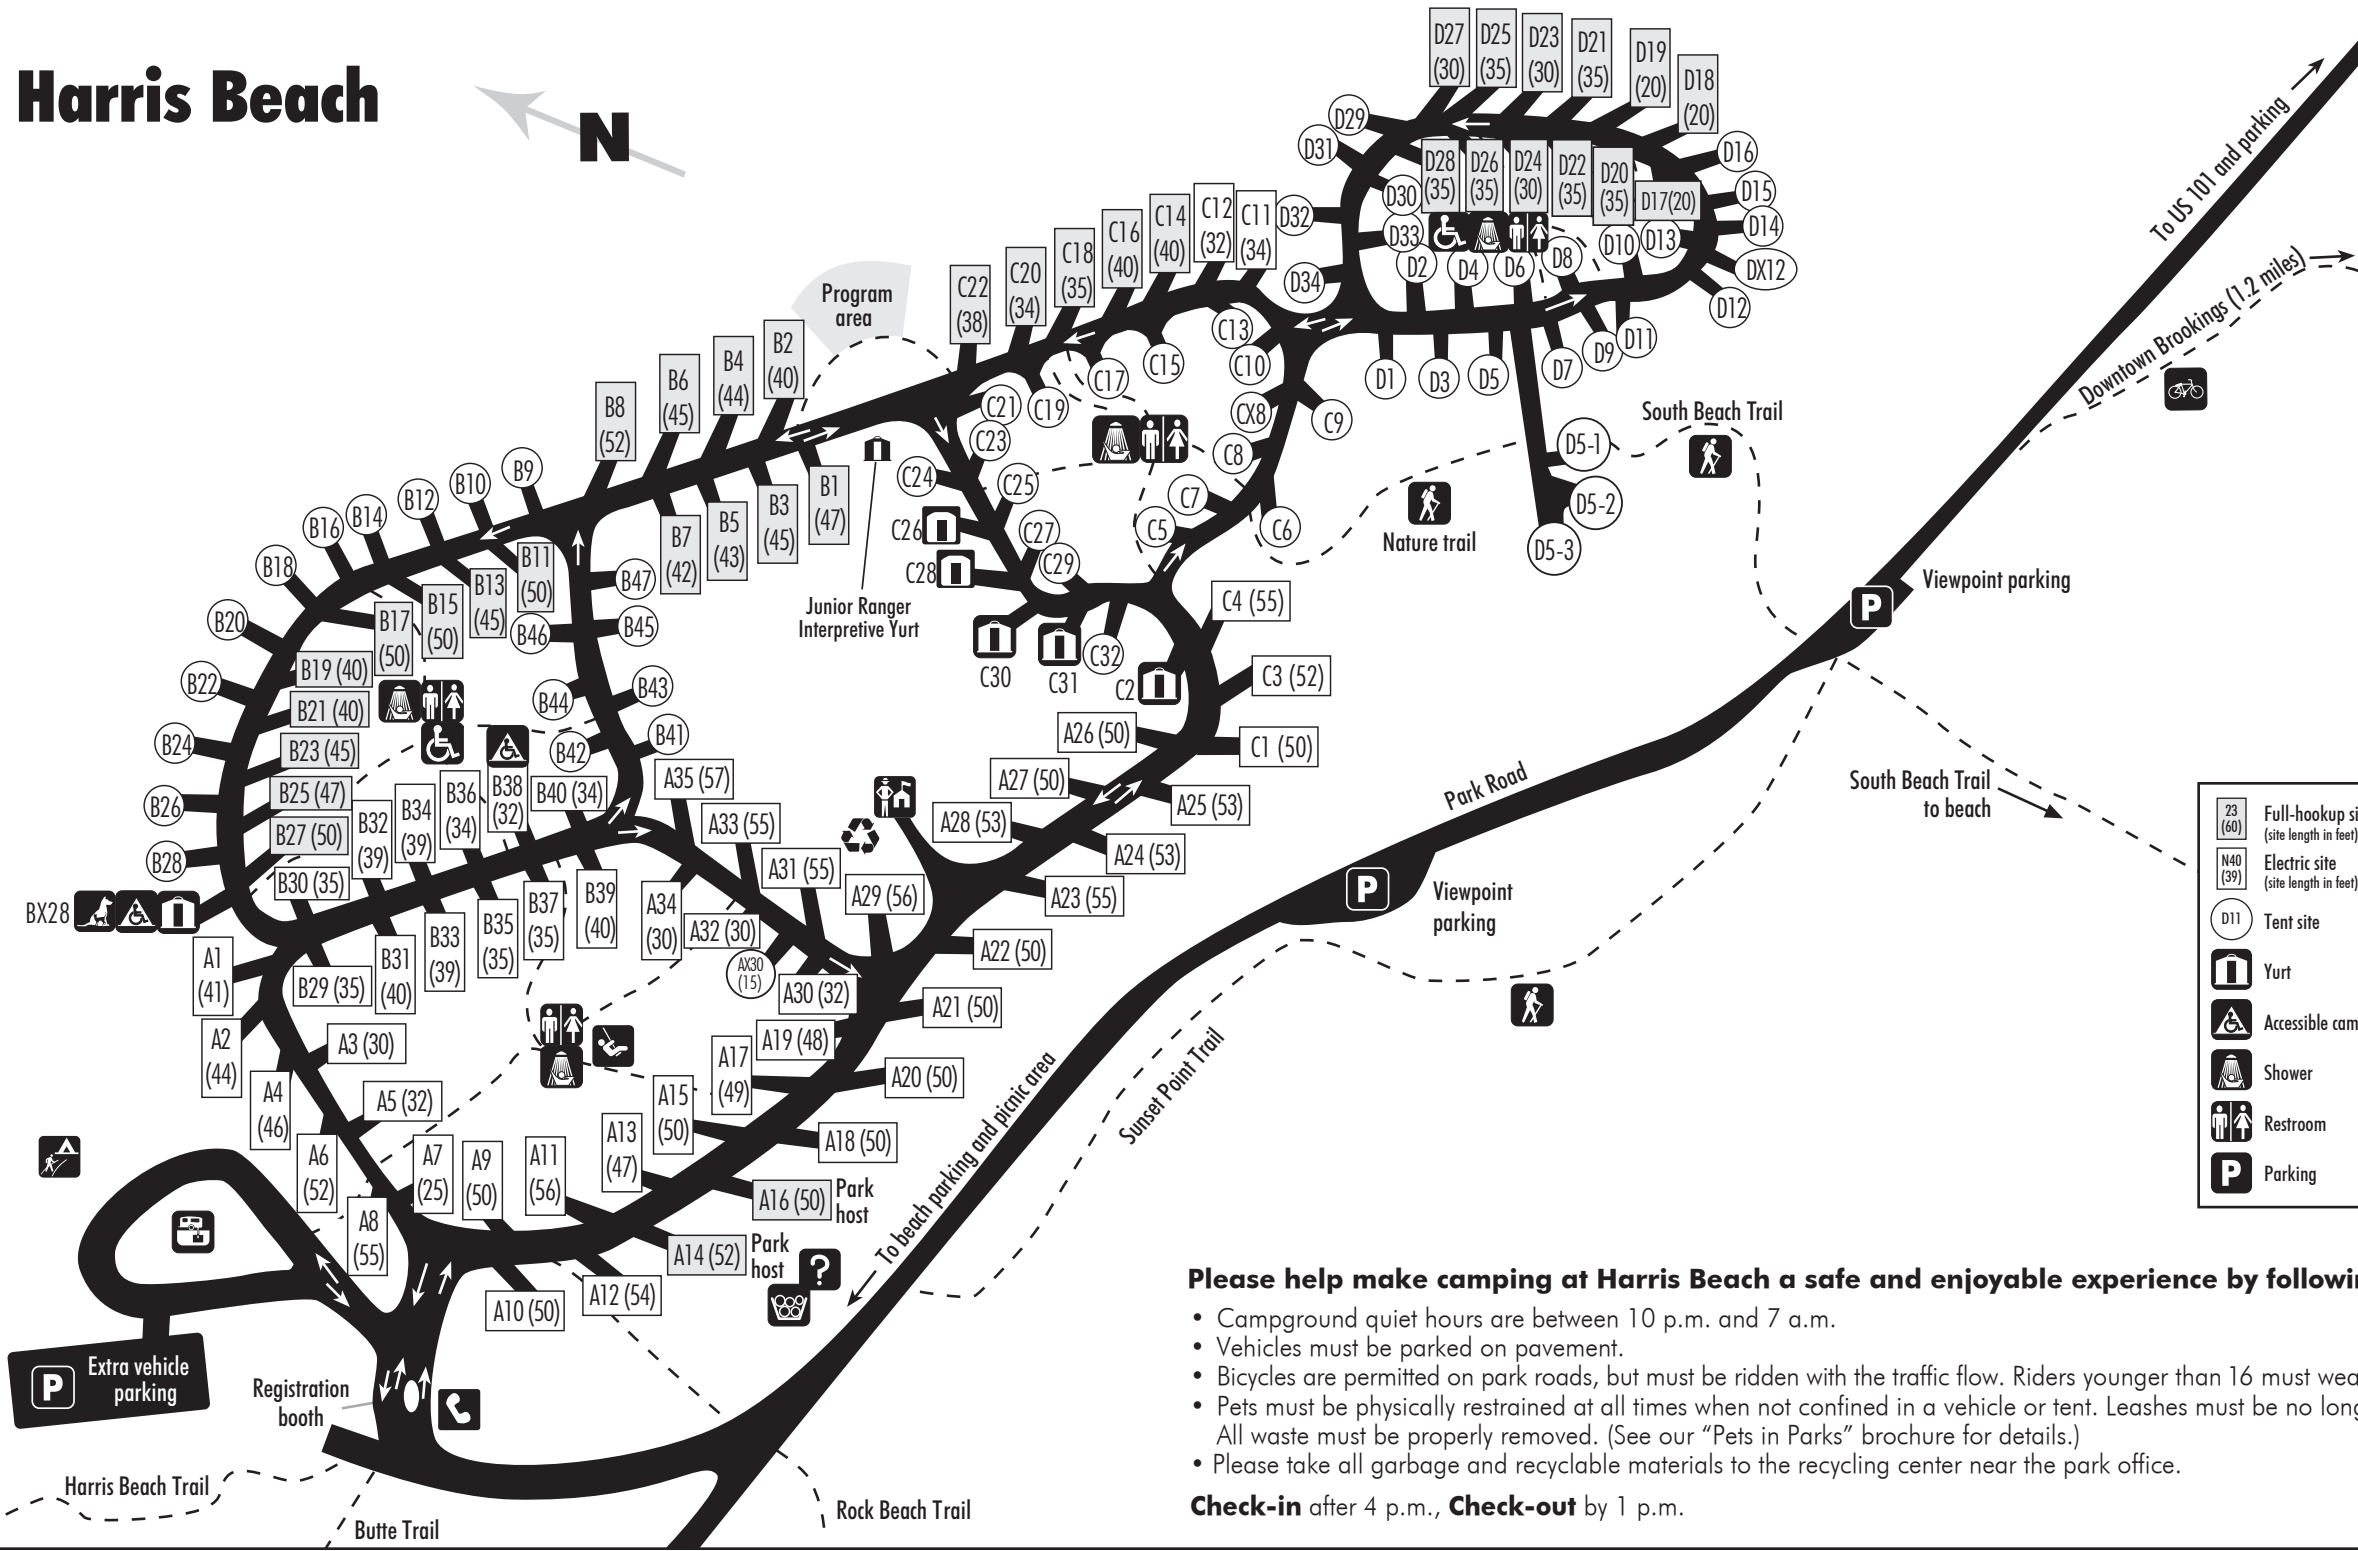 Harris Beach
N
D27
(30)
D25
(35)
D23
(30)
D21
(35)
D19
(20)
D18
(20)
D29
D31
D28
(35)
D26
(35)
D24
(30)
D22
(35)
D20
(35)
D17(20)
D16
D15
D14
DX12
D12
D30
D32
D33
D34
D2
D4
D6
D8
D10
D13
D1
D3
D5
D7
D9
D11
D5-1
D5-2
D5-3
To US 101 and parking
Downtown Brookings (1.2 miles)
South Beach Trail
Nature trail
C22
(38)
C20
(34)
C18
(35)
C16
(40)
C14
(40)
C12
(32)
C11
(34)
C13
C10
C15
C17
C19
C21
C23
CX8
C9
C8
C7
C6
C5
C24
C25
C26
C27
C28
C29
C30
C31
C32
C2
C4 (55)
C3 (52)
C1 (50)
Program
area
Junior Ranger
Interpretive Yurt
B8
(52)
B6
(45)
B4
(44)
B2
(40)
B7
(42)
B5
(43)
B3
(45)
B1
(47)
B9
B10
B12
B14
B16
B18
B20
B22
B24
B26
B28
BX28
B11
(50)
B13
(45)
B15
(50)
B17
(50)
B19 (40)
B21 (40)
B23 (45)
B25 (47)
B27 (50)
B47
B46
B45
B44
B43
B42
B41
B30 (35)
B32
(39)
B34
(39)
B36
(34)
B38
(32)
B40 (34)
B29 (35)
B31
(40)
B33
(39)
B35
(35)
B37
(35)
B39
(40)
A26 (50)
A27 (50)
A28 (53)
A25 (53)
A24 (53)
A23 (55)
A22 (50)
A21 (50)
A20 (50)
A18 (50)
A35 (57)
A33 (55)
A31 (55)
A29 (56)
A34
(30)
A32 (30)
AX30
(15)
A30 (32)
A19 (48)
A17
(49)
A15
(50)
A13
(47)
A11
(56)
A9
(50)
A7
(25)
A1
(41)
A2
(44)
A3 (30)
A4
(46)
A5 (32)
A6
(52)
A8
(55)
A10 (50)
A12 (54)
A16 (50)
Park
host
A14 (52)
Park
host
?
P
Viewpoint parking
Park Road
P
Viewpoint
parking
South Beach Trail
to beach
Sunset Point Trail
To beach parking and picnic area
P
Extra vehicle
parking
Registration
booth
Harris Beach Trail
Butte Trail
Rock Beach Trail
23
(60)
Full-hookup si
(site length in feet)
N40
(39)
Electric site
(site length in feet)
D11
Tent site
Yurt
Accessible cam
Shower
Restroom
P
Parking
Please help make camping at Harris Beach a safe and enjoyable experience by followi
• Campground quiet hours are between 10 p.m. and 7 a.m.
• Vehicles must be parked on pavement.
• Bicycles are permitted on park roads, but must be ridden with the traffic flow. Riders younger than 16 must wea
• Pets must be physically restrained at all times when not confined in a vehicle or tent. Leashes must be no long
All waste must be properly removed. (See our “Pets in Parks” brochure for details.)
• Please take all garbage and recyclable materials to the recycling center near the park office.
Check-in after 4 p.m., Check-out by 1 p.m.